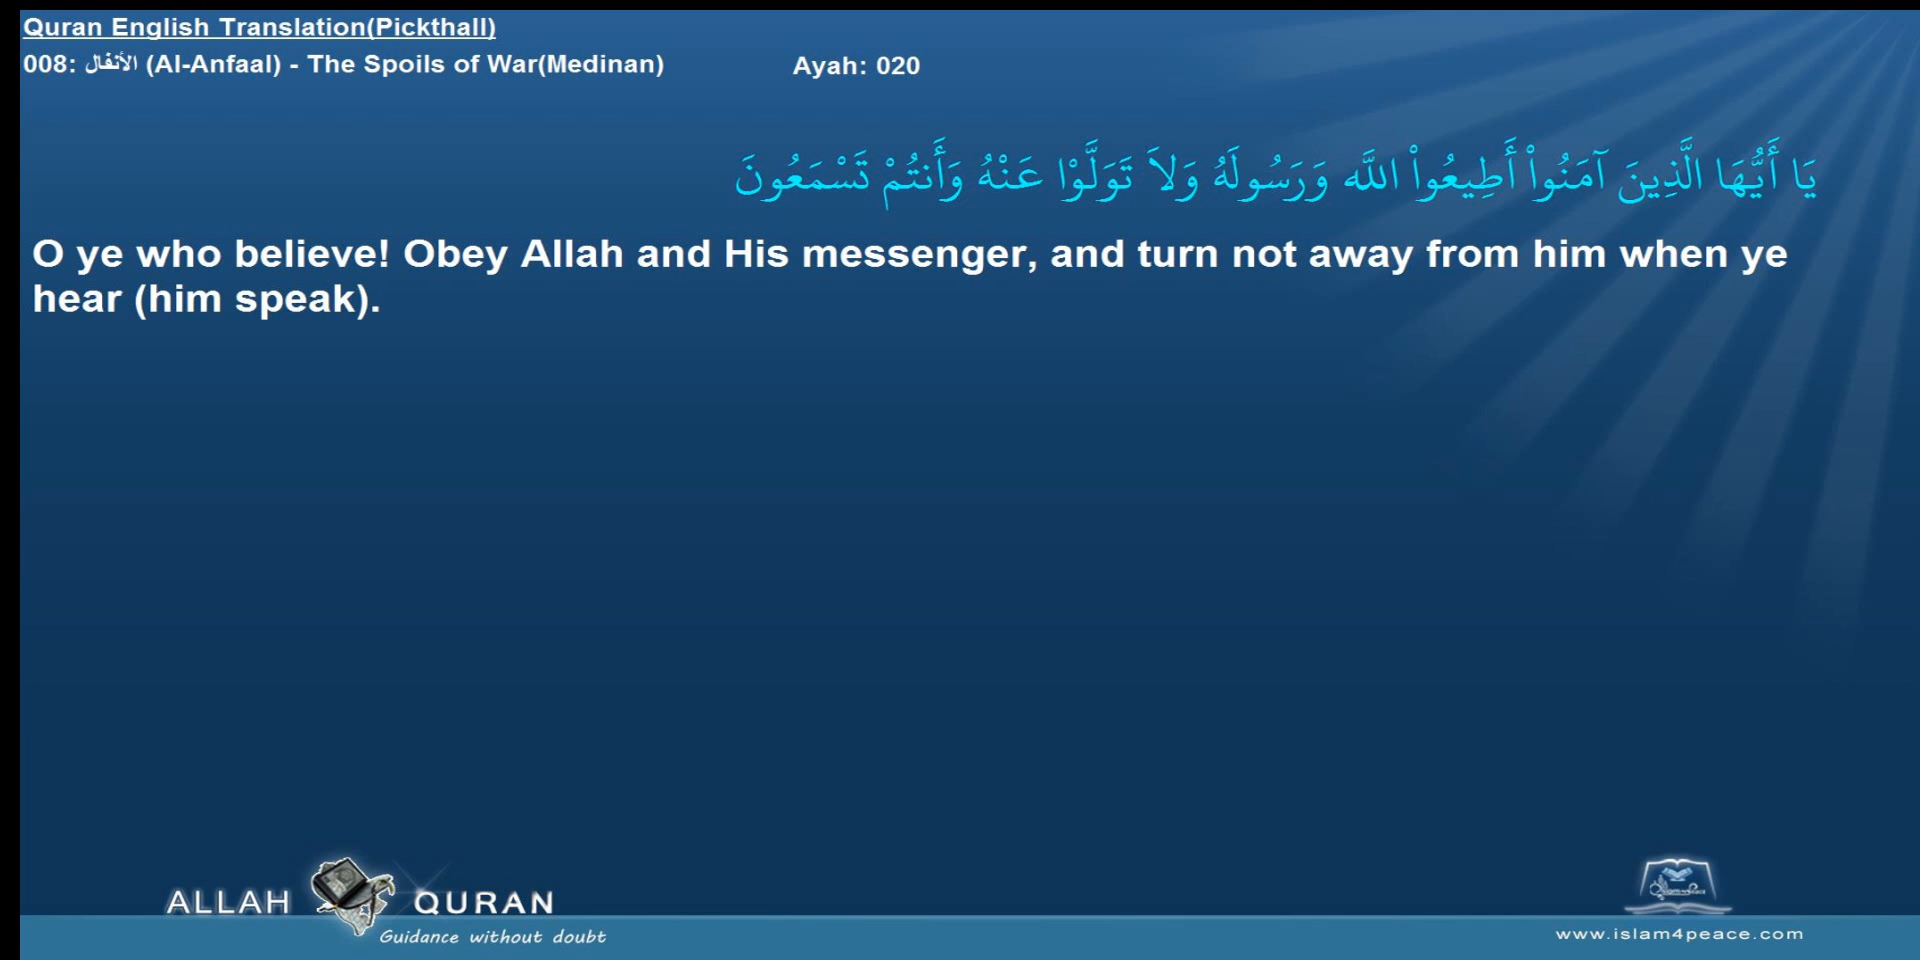 Quran English Translation(Pickthall)
008: الأنفال (Al-Anfaal) - The Spoils of War(Medinan) Ayah: 020
يَا أَيُّهَا الَّذِينَ آمَنُواْ أَطِيعُواْ اللَّه وَرَسُولَهُ وَلاَ تَوَلَّوْا عَنْهُ وَأَنتُمْ تَسْمَعُونَ
O ye who believe! Obey Allah and His messenger, and turn not away from him when ye
hear (him speak).
ALLAH QURAN
Guidance without doubt
www.islam4peace.com